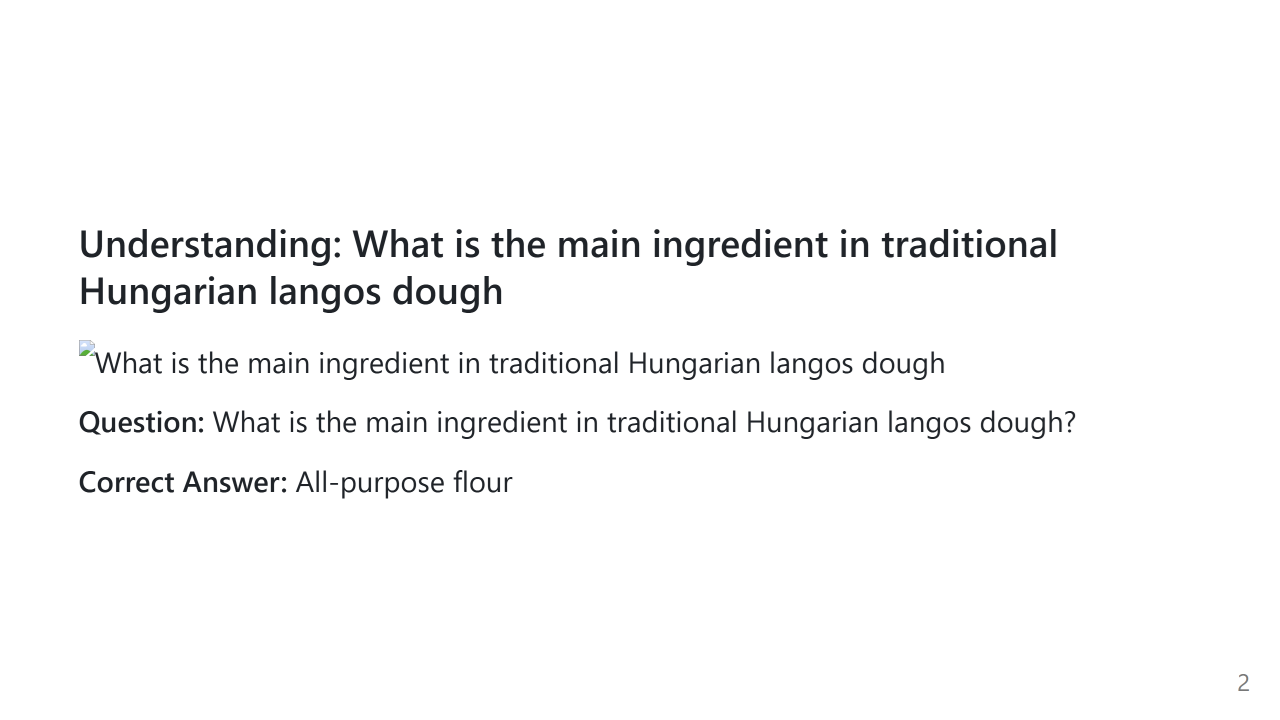 Understanding: What is the main ingredient in traditional
Hungarian langos dough
What is the main ingredient in traditional Hungarian langos dough
Question: What is the main ingredient in traditional Hungarian langos dough?
Correct Answer: All-purpose flour
2